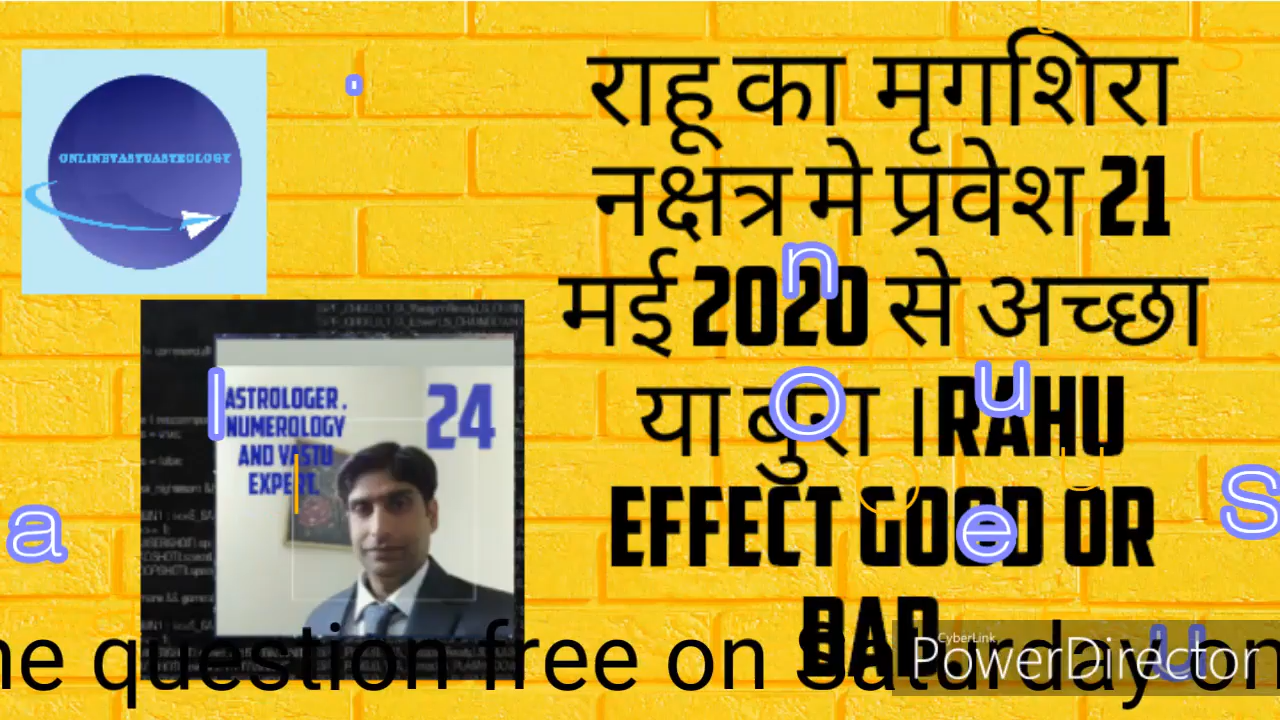 ONLINEVASTUASTROLOGY
राहू का मृगशिरा
नक्षत्र मे प्रवेश 21
मई 2020 से अच्छा
या बुरा ।RAHU
EFFECT GOOD OR
BAD
ASTROLOGER.
NUMEROLOGY
AND VASTU
EXPERT.
24
question free on Saturday on
CyberLink
PowerDirector